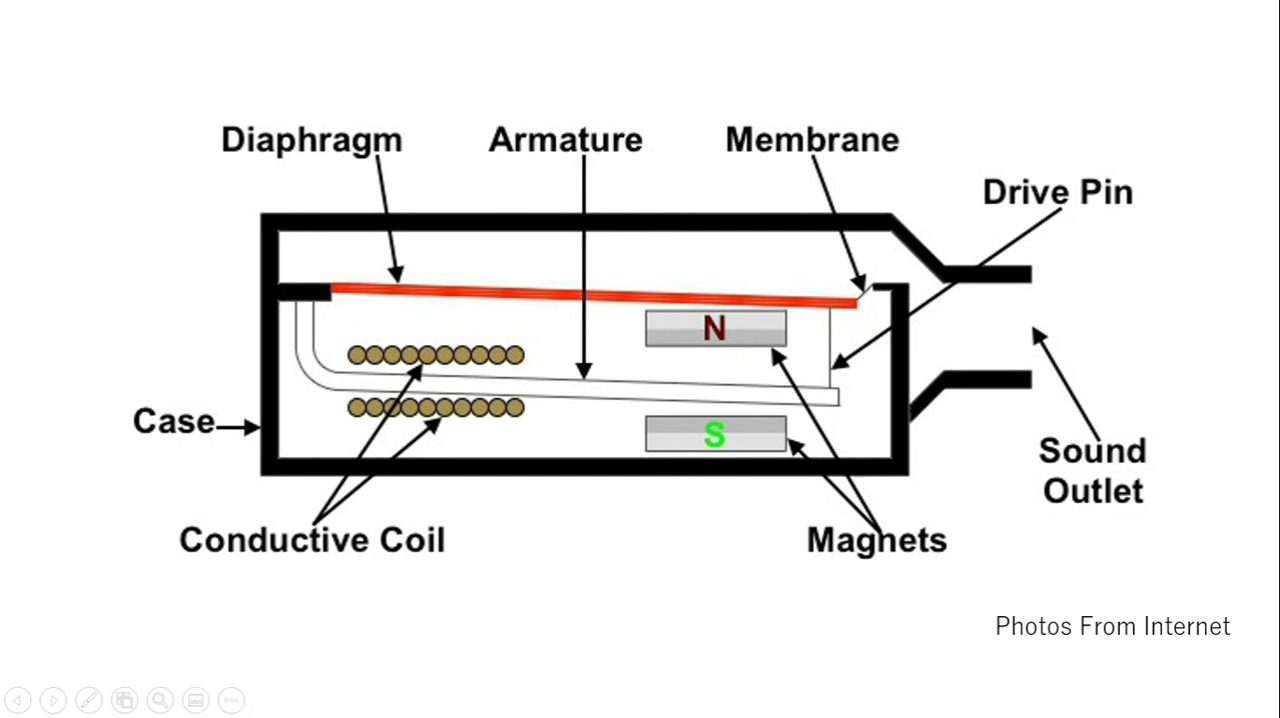 Diaphragm
Armature
Membrane
Drive Pin
N
S
Case
Sound
Outlet
Conductive Coil
Magnets
Photos From Internet